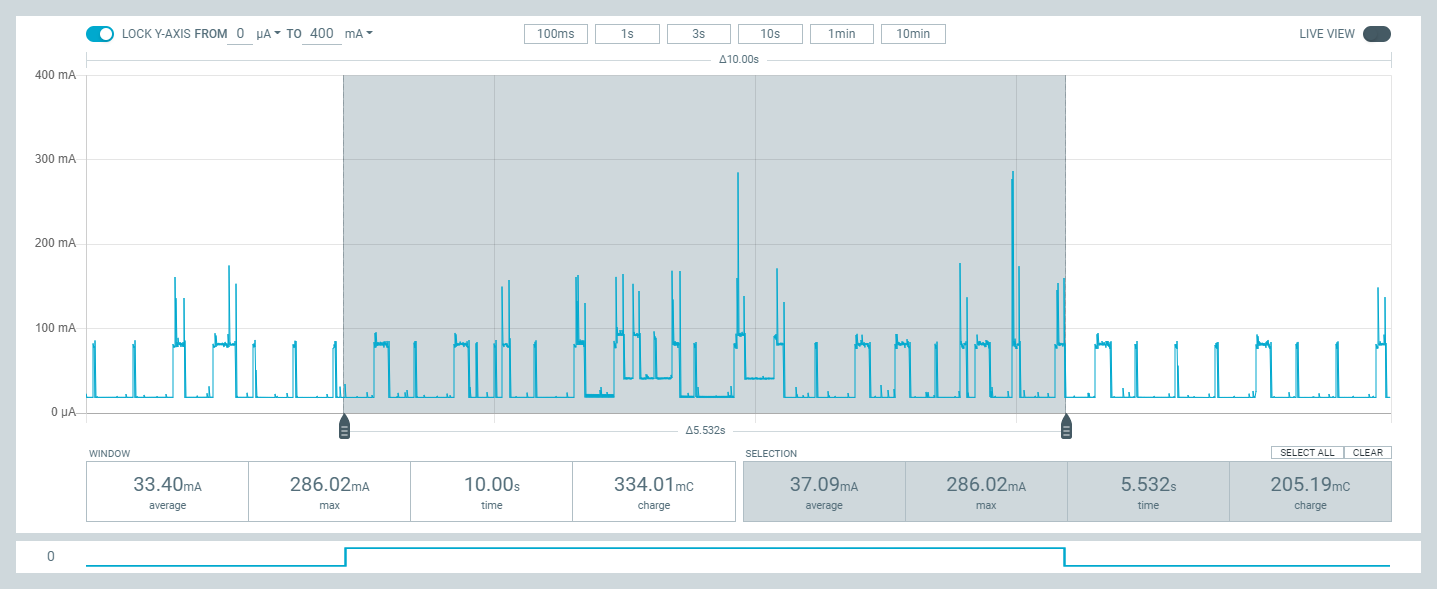 LOCK Y-AXIS FROM 0 µA TO 400 mA 100ms 1s 3s 10s 1min 10min LIVE VIEW
Δ10.00s
400 mA
300 mA
200 mA
100 mA
0 µA
Δ5.532s
WINDOW SELECTION SELECT ALL CLEAR
33.40mA 286.02mA 10.00s 334.01mC 37.09mA 286.02mA 5.532s 205.19mC
average max time charge average max time charge
0